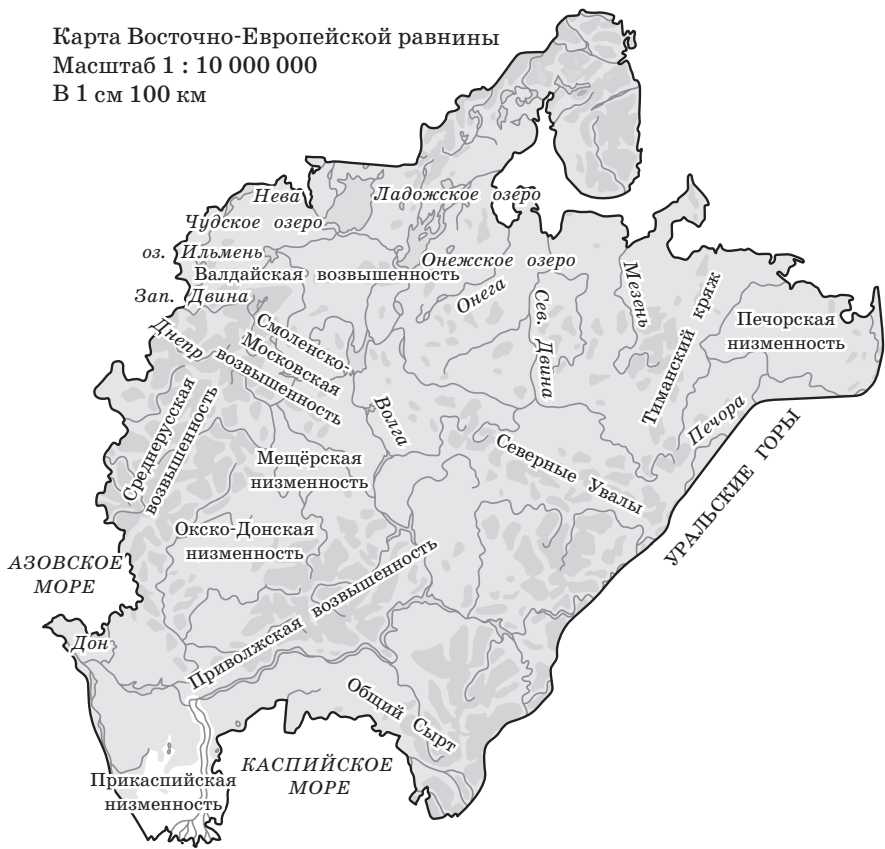 Карта Восточно-Европейской равнины
Масштаб 1 : 10 000 000
В 1 см 100 км
Нева
Ладожское озеро
Чудское озеро
оз. Ильмень
Онежское озеро
Валдайская возвышенность
Зап. Двина
Онега
Сев. Двина
Мезень
Тиманский кряж
Печорская
низменность
Днепр
Смоленско-
Московская
возвышенность
Среднерусская
возвышенность
Волга
Печора
УРАЛЬСКИЕ ГОРЫ
Мещёрская
низменность
Северные Увалы
Окско-Донская
низменность
АЗОВСКОЕ
МОРЕ
Приволжская возвышенность
Дон
Общий Сырт
КАСПИЙСКОЕ
МОРЕ
Прикаспийская
низменность